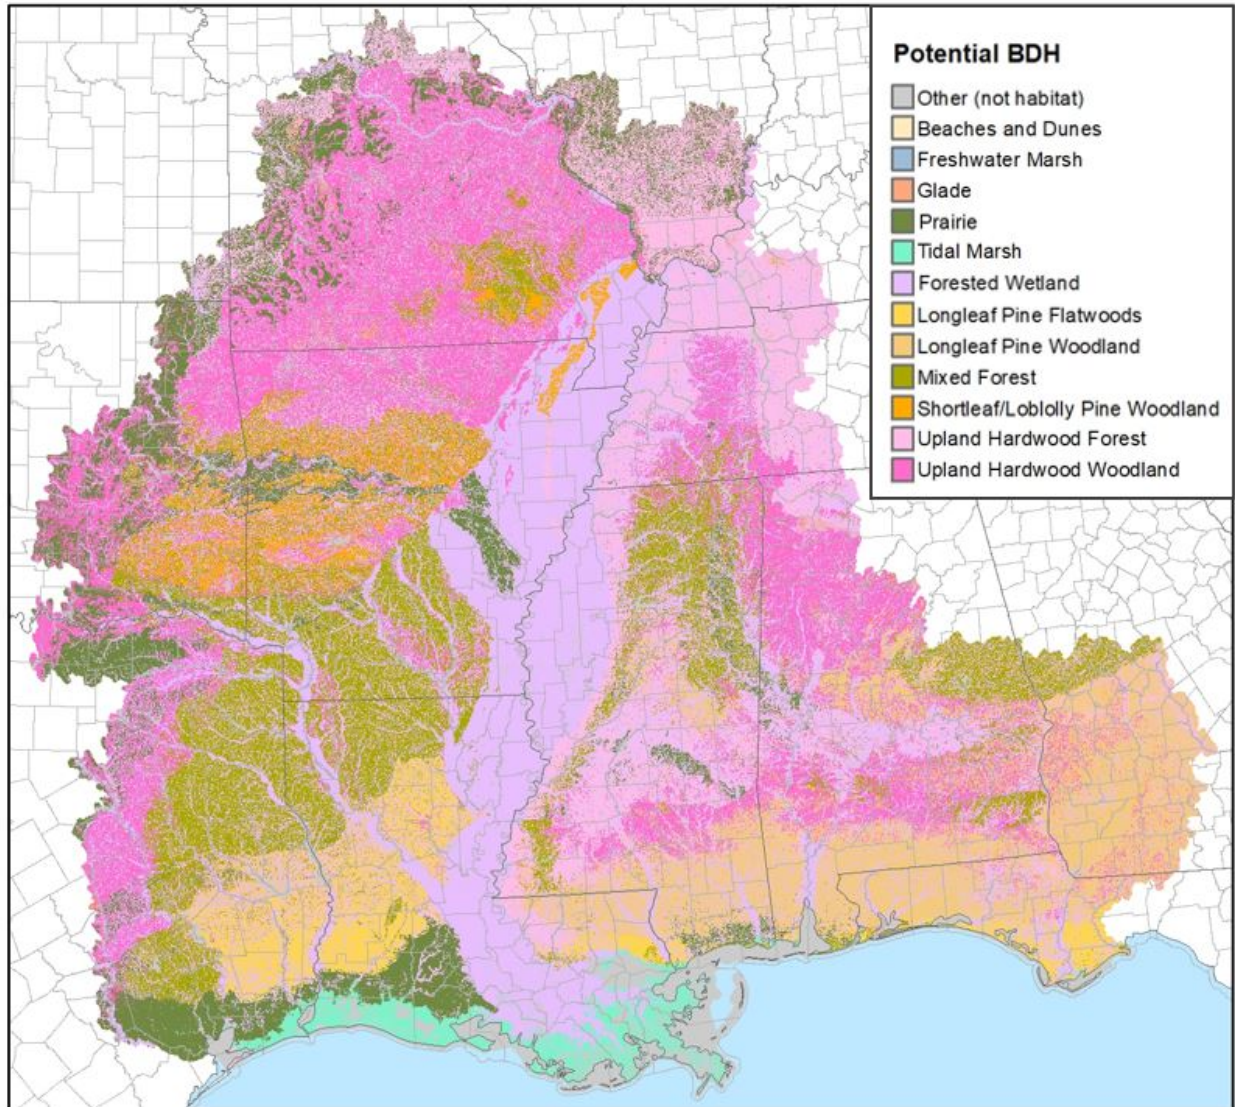 Potential BDH
Other (not habitat)
Beaches and Dunes
Freshwater Marsh
Glade
Prairie
Tidal Marsh
Forested Wetland
Longleaf Pine Flatwoods
Longleaf Pine Woodland
Mixed Forest
Shortleaf/Loblolly Pine Woodland
Upland Hardwood Forest
Upland Hardwood Woodland